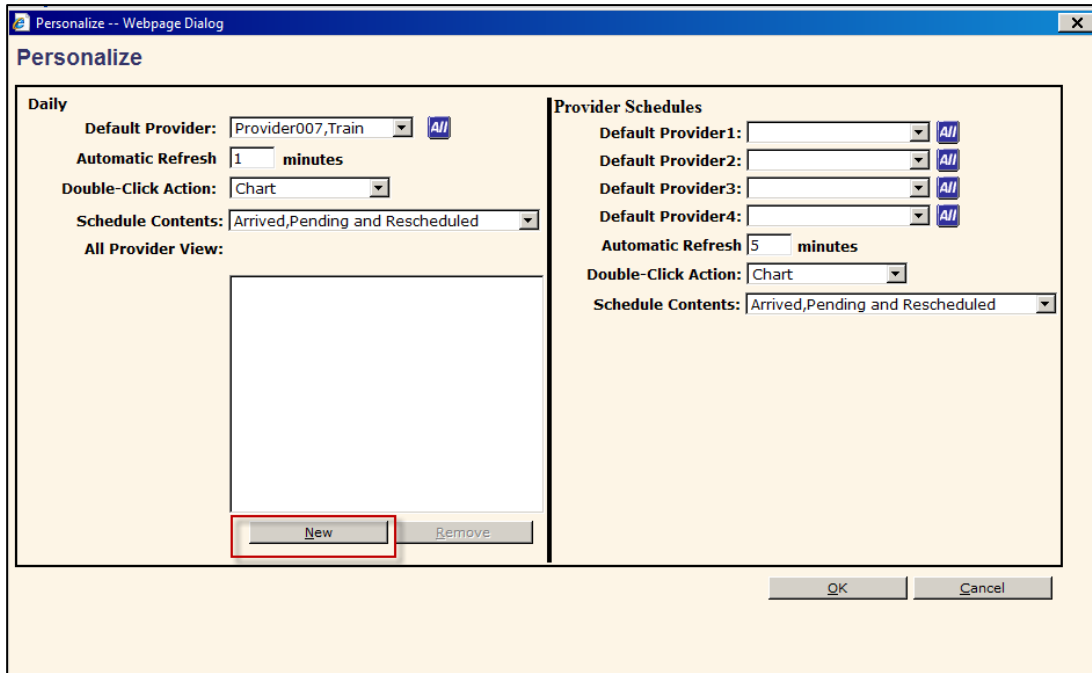 Personalize -- Webpage Dialog
X
Personalize
Daily
Default Provider: Provider007,Train All
Automatic Refresh 1 minutes
Double-Click Action: Chart
Schedule Contents: Arrived,Pending and Rescheduled
All Provider View:
New Remove
Provider Schedules
Default Provider1: All
Default Provider2: All
Default Provider3: All
Default Provider4: All
Automatic Refresh 5 minutes
Double-Click Action: Chart
Schedule Contents: Arrived,Pending and Rescheduled
OK Cancel